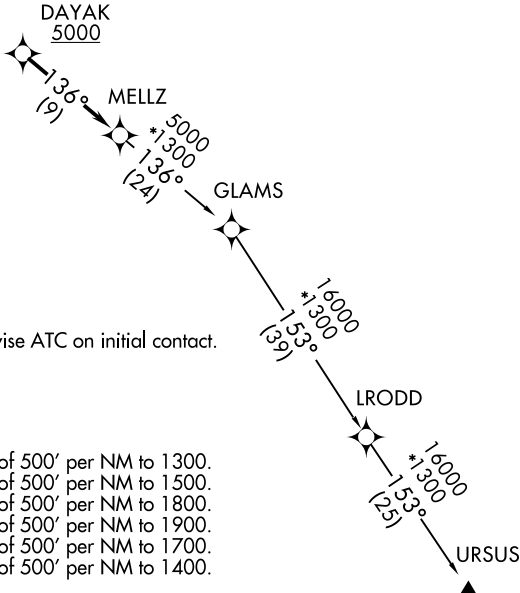 DAYAK
5000
136°
(9)
MELLZ
5000
*1300
136°
(24)
GLAMS
16000
*1300
153°
(39)
vise ATC on initial contact.
LRODD
16000
*1300
153°
(25)
of 500' per NM to 1300.
of 500' per NM to 1500.
of 500' per NM to 1800.
of 500' per NM to 1900.
of 500' per NM to 1700.
of 500' per NM to 1400.
URSUS